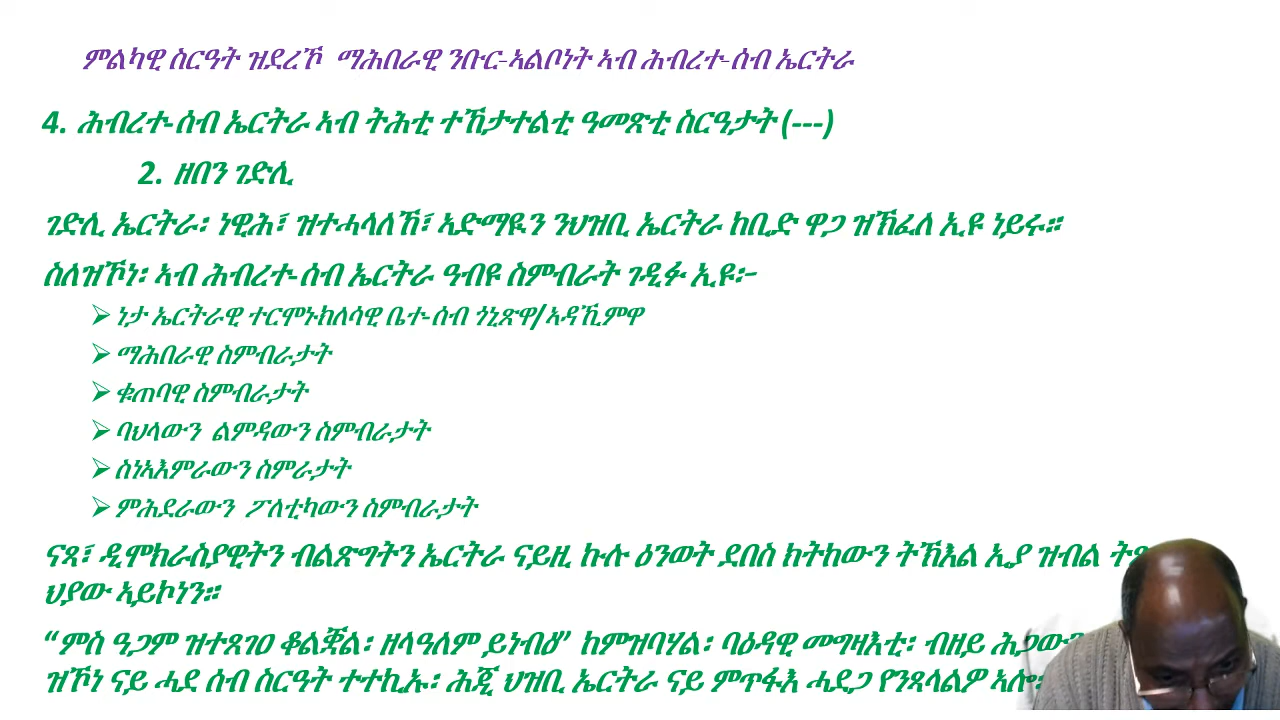 ምልካዊ ስርዓት ዝደረኾ ማሕበራዊ ንቡር-ኣልቦነት ኣብ ሕብረተ-ሰብ ኤርትራ
4. ሕብረተ-ሰብ ኤርትራ ኣብ ትሕቲ ተኸታተልቲ ዓመጽቲ ስርዓታት(---)
2. ዘበን ገድሊ
ገድሊ ኤርትራ፡ ነዊሕ፣ ዝተሓላለኸ፣ ኣድማዪን ንህዝቢ ኤርትራ ከቢድ ዋጋ ዝኽፈለ ኢዩ ነይሩ።
ስለዝኾነ፡ ኣብ ሕብረተ-ሰብ ኤርትራ ዓብዩ ስምብራት ገዲፉ ኢዩ፦
➢ ነታ ኤርትራዊ ተርሞኑክለሳዊ ቤተ-ሰብ ጎኒጽዋ/ኣዳኺምዋ
➢ ማሕበራዊ ስምብራታት
➢ ቁጠባዊ ስምብራታት
➢ ባህላውን ልምዳውን ስምብራታት
➢ ስነኣእምራውን ስምራታት
➢ ምሕደራውን ፖለቲካውን ስምብራታት
ናጻ፣ ዲሞክራስያዊትን ብልጽግትን ኤርትራ ናይዚ ኩሉ ዕንወት ደበስ ክትከውን ትኽእል ኢያ ዝብል
ህያው ኣይኮነን።
“ምስ ዓጋም ዝተጸገዐ ቆልቋል፡ ዘላዓለም ይነብዕ” ከምዝባሃል፡ ባዕዳዊ መግዛእቲ፡ ብዘይ
ዝኾነ ናይ ሓደ ሰብ ስርዓት ተተኪኡ፡ ሕጂ ህዝቢ ኤርትራ ናይ ምጥፋእ ሓደጋ የንጸላልዎ ኣሎ፡